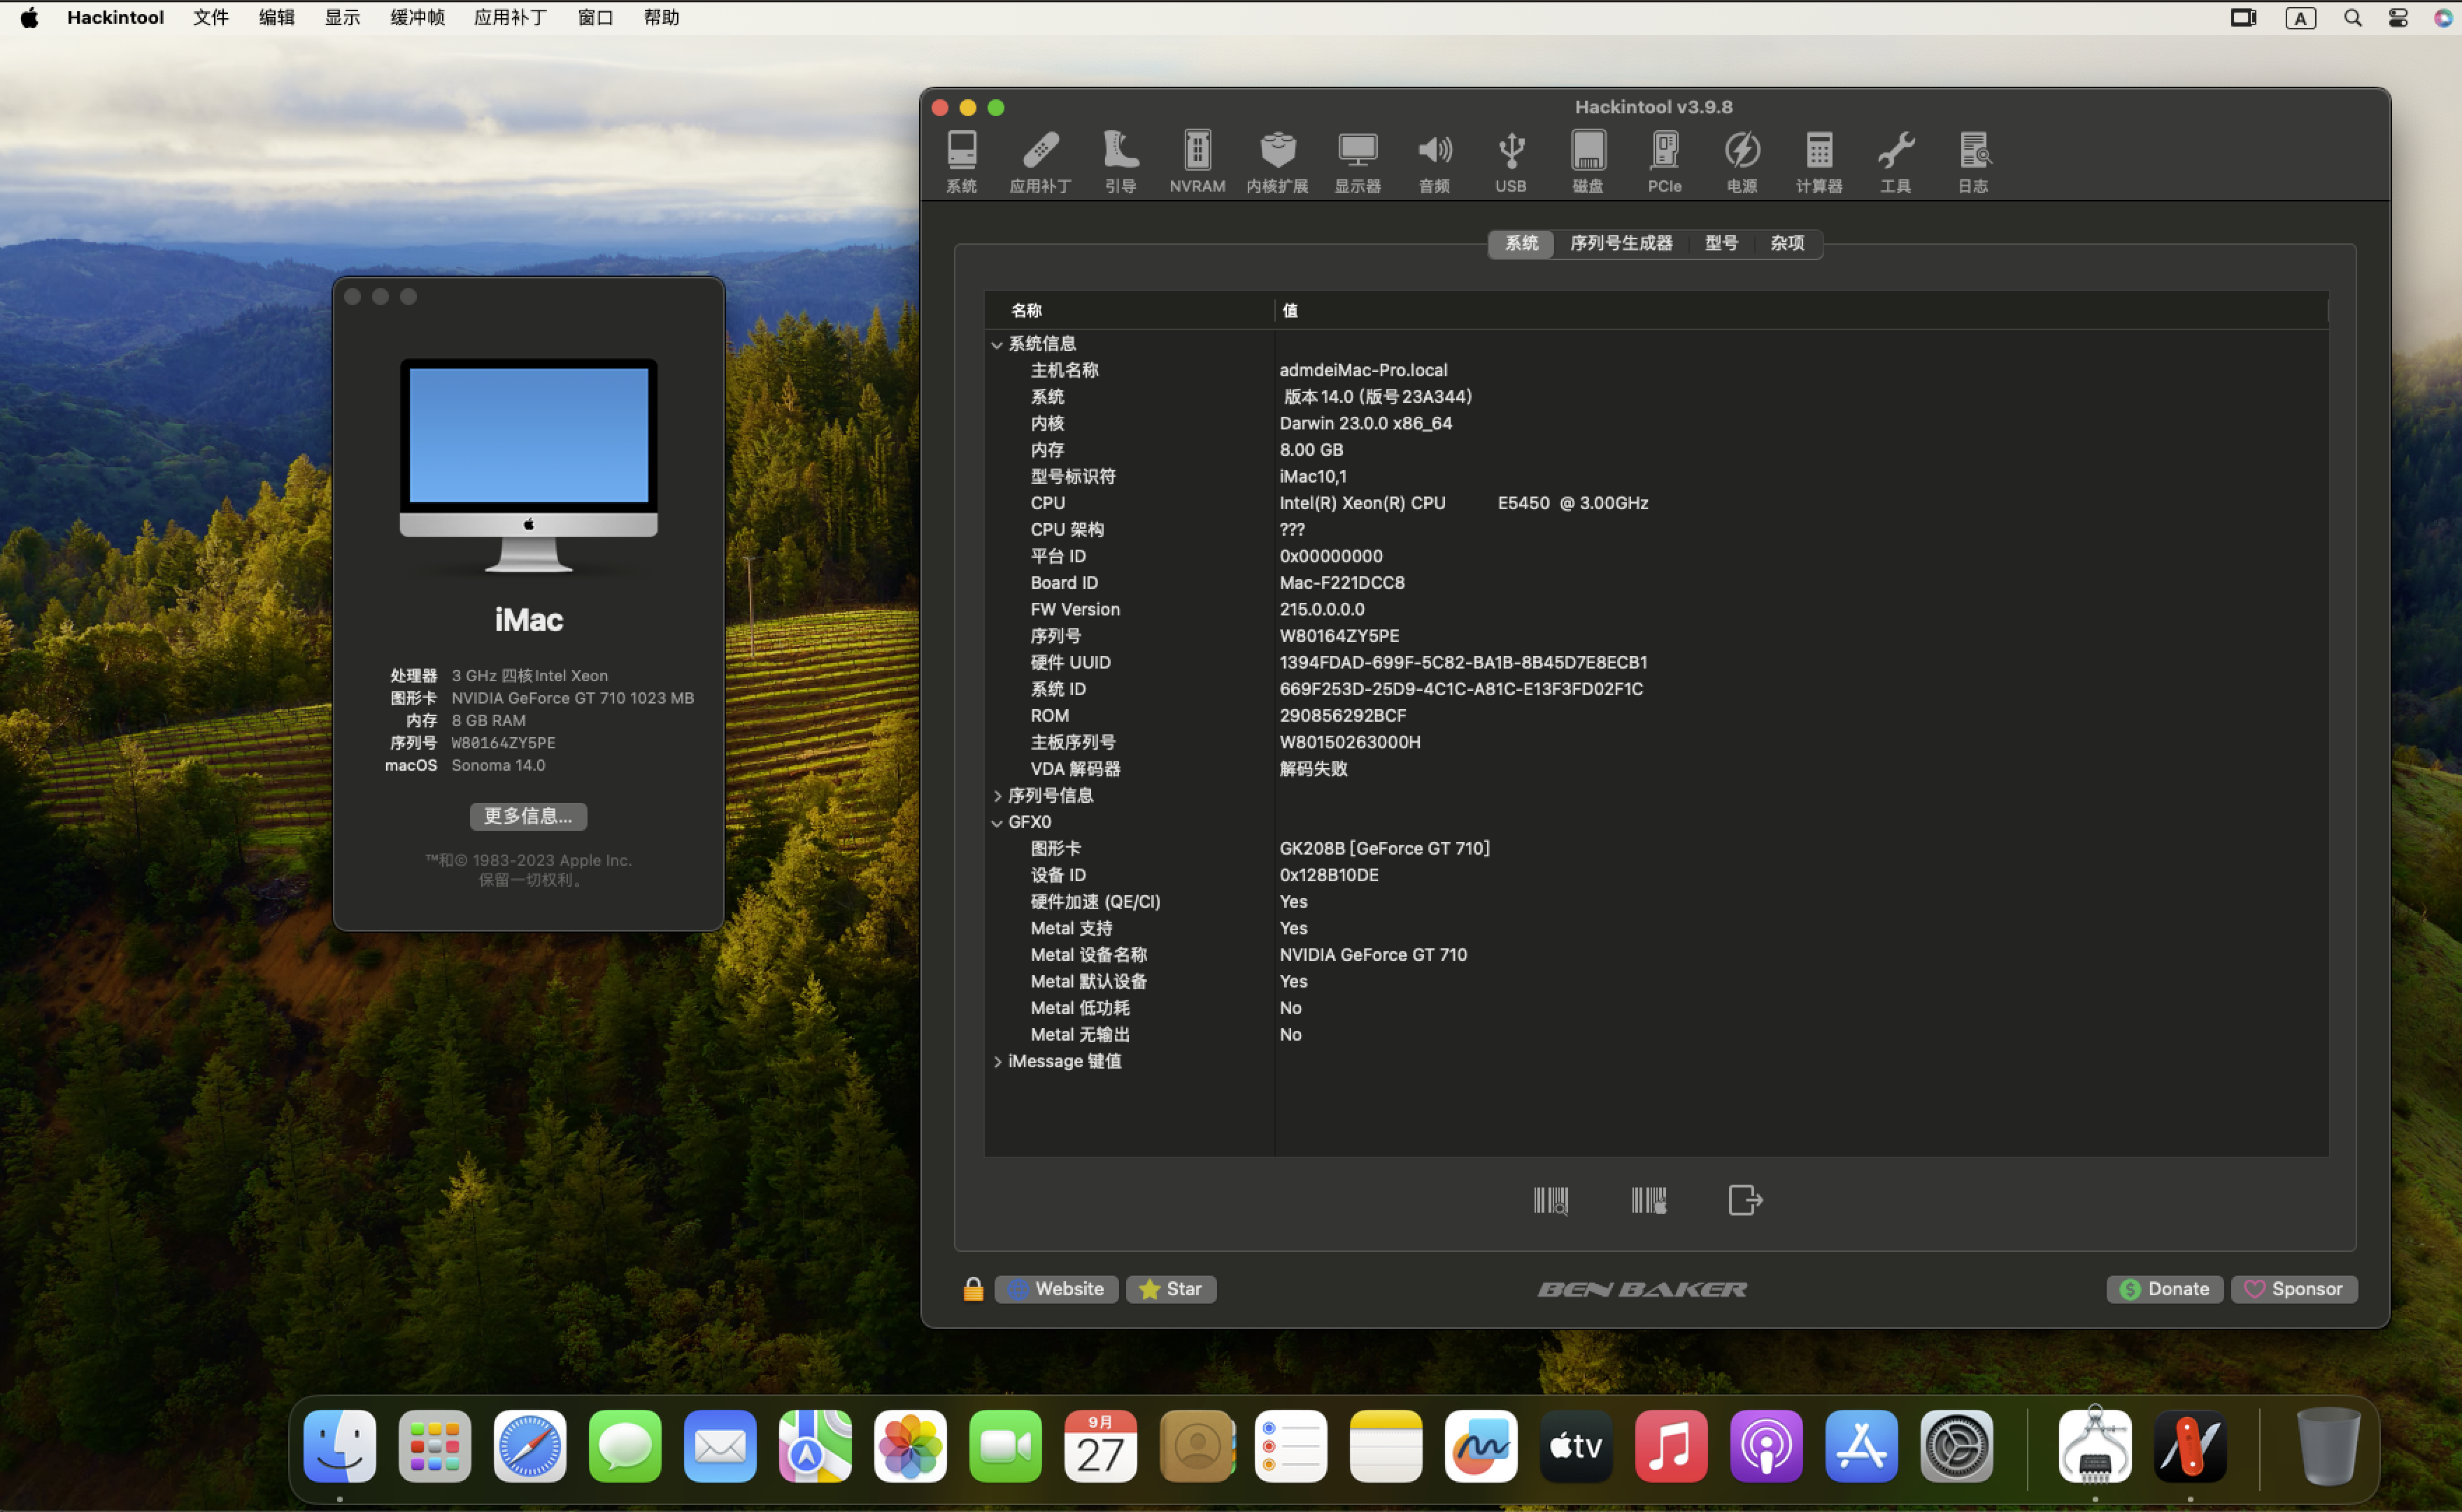 Hackintool 文件 编辑 显示 缓冲帧 应用补丁 窗口 帮助 A
iMac
处理器 3 GHz 四核Intel Xeon
图形卡 NVIDIA GeForce GT 710 1023 MB
内存 8 GB RAM
序列号 W80164ZY5PE
macOS Sonoma 14.0
更多信息...
™和© 1983-2023 Apple Inc.
保留一切权利。
Hackintool v3.9.8
系统 应用补丁 引导 NVRAM 内核扩展 显示器 音频 USB 磁盘 PCIe 电源 计算器 工具 日志
系统 序列号生成器 型号 杂项
名称 值
系统信息
主机名称 admdeiMac-Pro.local
系统 版本 14.0 (版号 23A344)
内核 Darwin 23.0.0 x86_64
内存 8.00 GB
型号标识符 iMac10,1
CPU Intel(R) Xeon(R) CPU E5450 @ 3.00GHz
CPU 架构 ???
平台 ID 0x00000000
Board ID Mac-F221DCC8
FW Version 215.0.0.0.0
序列号 W80164ZY5PE
硬件 UUID 1394FDAD-699F-5C82-BA1B-8B45D7E8ECB1
系统 ID 669F253D-25D9-4C1C-A81C-E13F3FD02F1C
ROM 290856292BCF
主板序列号 W80150263000H
VDA 解码器 解码失败
序列号信息
GFX0
图形卡 GK208B [GeForce GT 710]
设备 ID 0x128B10DE
硬件加速 (QE/CI) Yes
Metal 支持 Yes
Metal 设备名称 NVIDIA GeForce GT 710
Metal 默认设备 Yes
Metal 低功耗 No
Metal 无输出 No
iMessage 键值
Website Star BEN BAKER Donate Sponsor
9月
27
tv